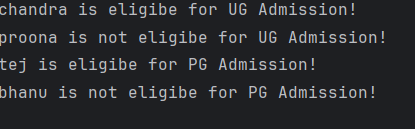 chandra is eligibe for UG Admission!
proona is not eligibe for UG Admission!
tej is eligibe for PG Admission!
bhanu is not eligibe for PG Admission!